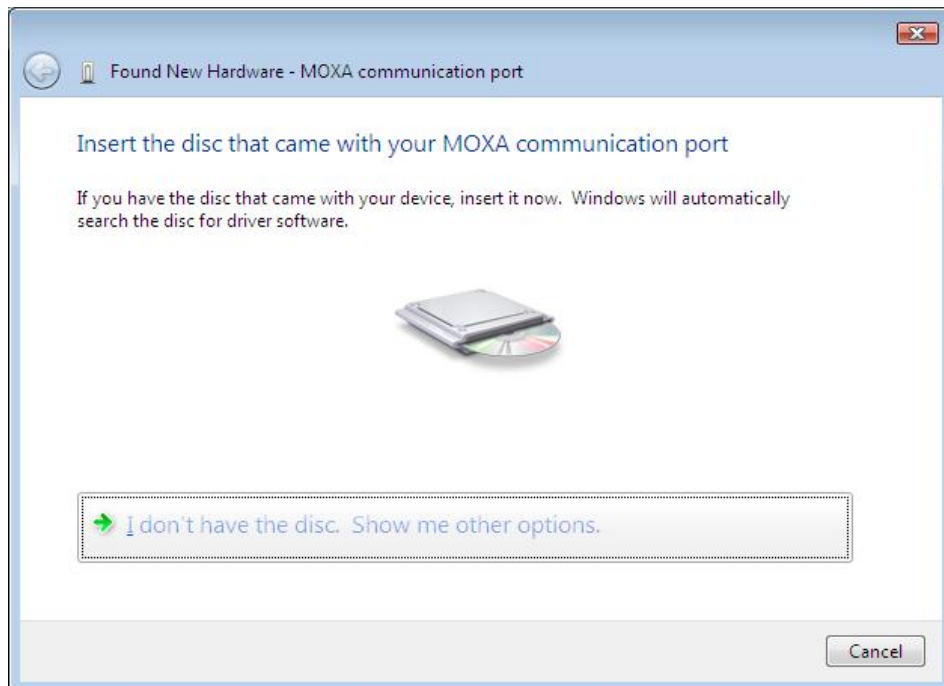 Found New Hardware - MOXA communication port
Insert the disc that came with your MOXA communication port
If you have the disc that came with your device, insert it now.  Windows will automatically
search the disc for driver software.
I don't have the disc.  Show me other options.
Cancel